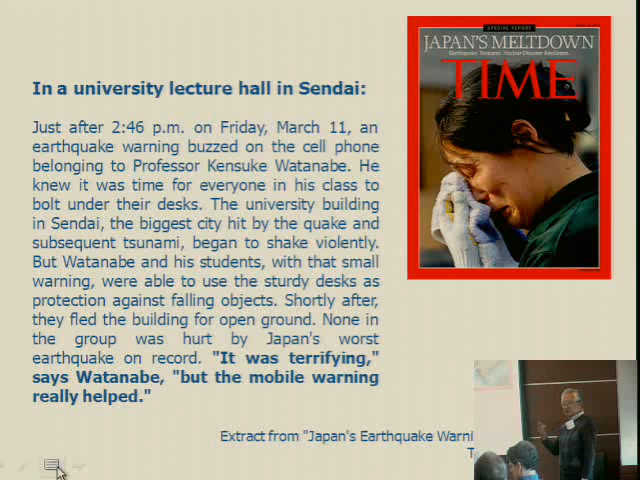 SPECIAL REPORT
JAPAN'S MELTDOWN
Earthquake, Tsunami, Nuclear Disaster
TIME
In a university lecture hall in Sendai:
Just after 2:46 p.m. on Friday, March 11, an
earthquake warning buzzed on the cell phone
belonging to Professor Kensuke Watanabe. He
knew it was time for everyone in his class to
bolt under their desks. The university building
in Sendai, the biggest city hit by the quake and
subsequent tsunami, began to shake violently.
But Watanabe and his students, with that small
warning, were able to use the sturdy desks as
protection against falling objects. Shortly after,
they fled the building for open ground. None in
the group was hurt by Japan's worst
earthquake on record. "It was terrifying,"
says Watanabe, "but the mobile warning
really helped."
Extract from "Japan's Earthquake Warni
T